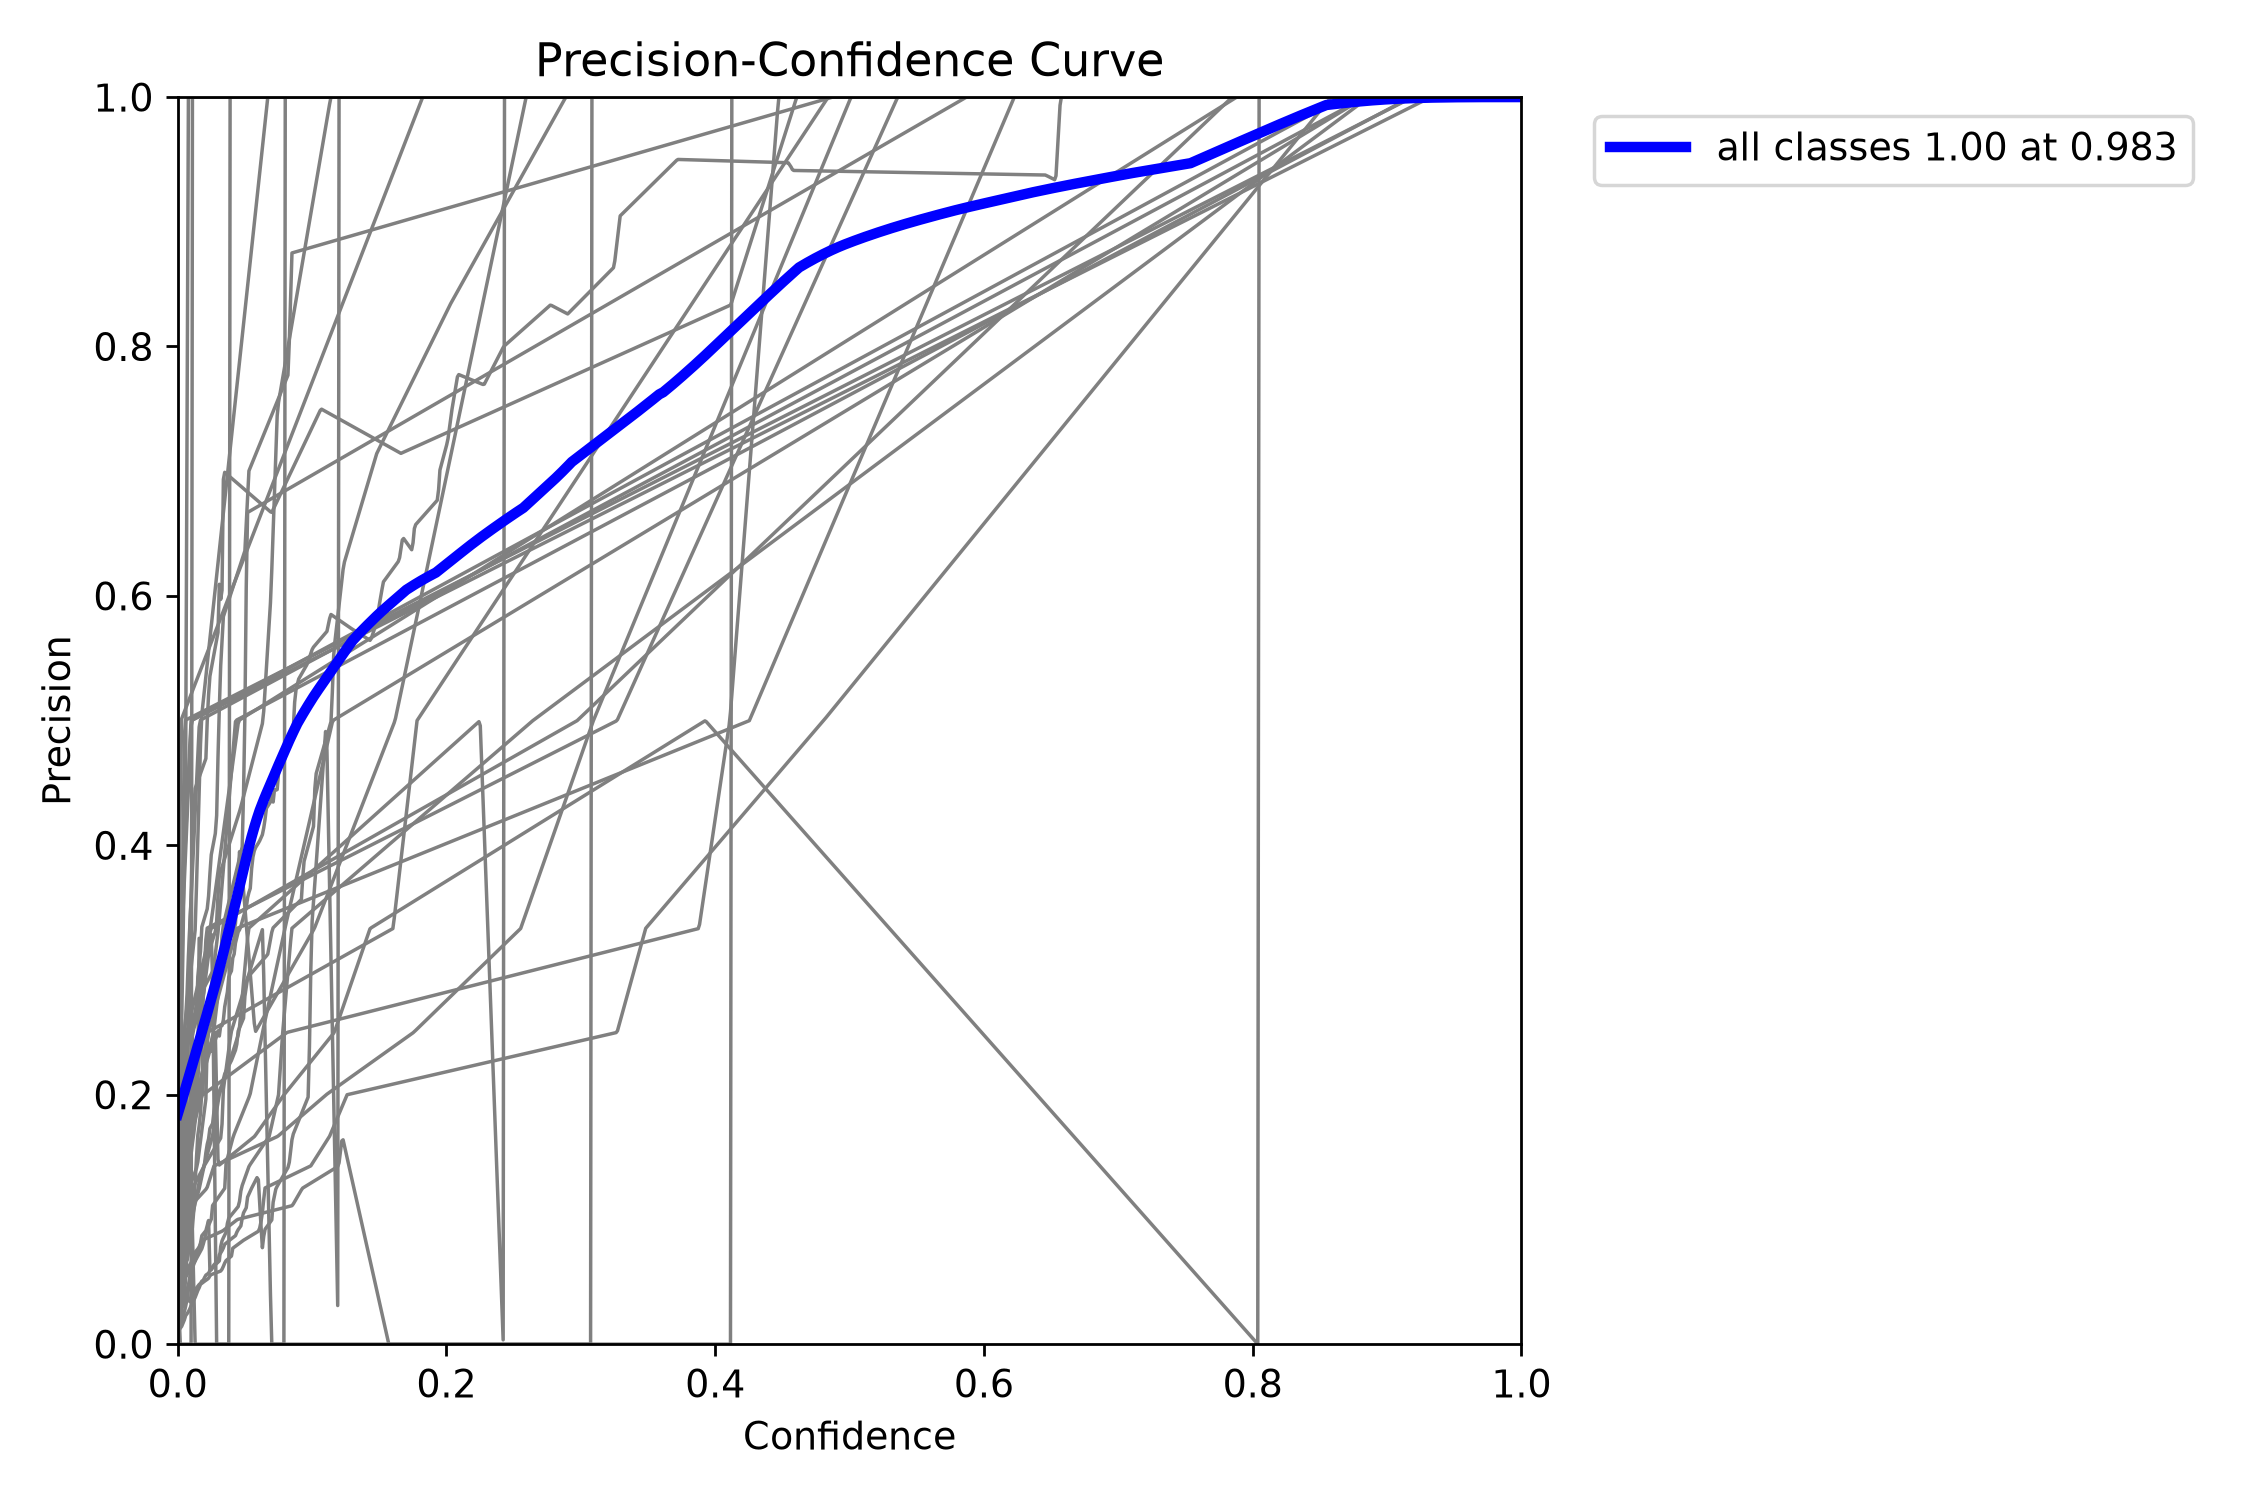 Precision-Confidence Curve
all classes 1.00 at 0.983
Precision
1.0
0.8
0.6
0.4
0.2
0.0
0.0 0.2 0.4 0.6 0.8 1.0
Confidence